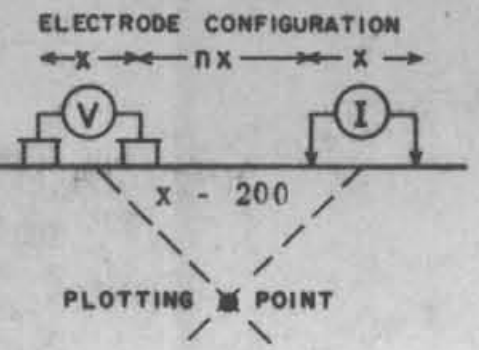 ELECTRODE CONFIGURATION
x nx x
V I
x - 200
PLOTTING POINT